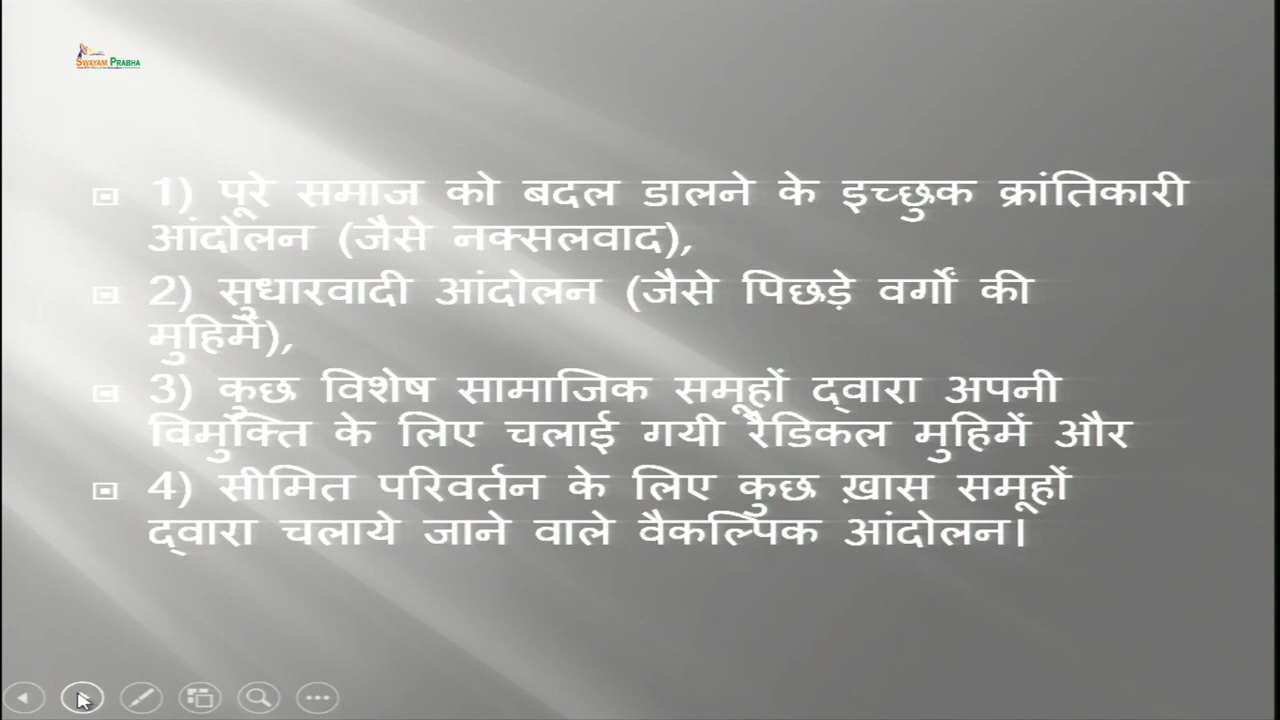 SWAYAM PRABHA
1) पूरे समाज को बदल डालने के इच्छुक क्रांतिकारी
आंदोलन (जैसे नक्सलवाद),
2) सुधारवादी आंदोलन (जैसे पिछड़े वर्गों की
मुहिमें),
3) कुछ विशेष सामाजिक समूहों द्वारा अपनी
विमुक्ति के लिए चलाई गयी रैडिकल मुहिमें और
4) सीमित परिवर्तन के लिए कुछ ख़ास समूहों
द्वारा चलाये जाने वाले वैकल्पिक आंदोलन।